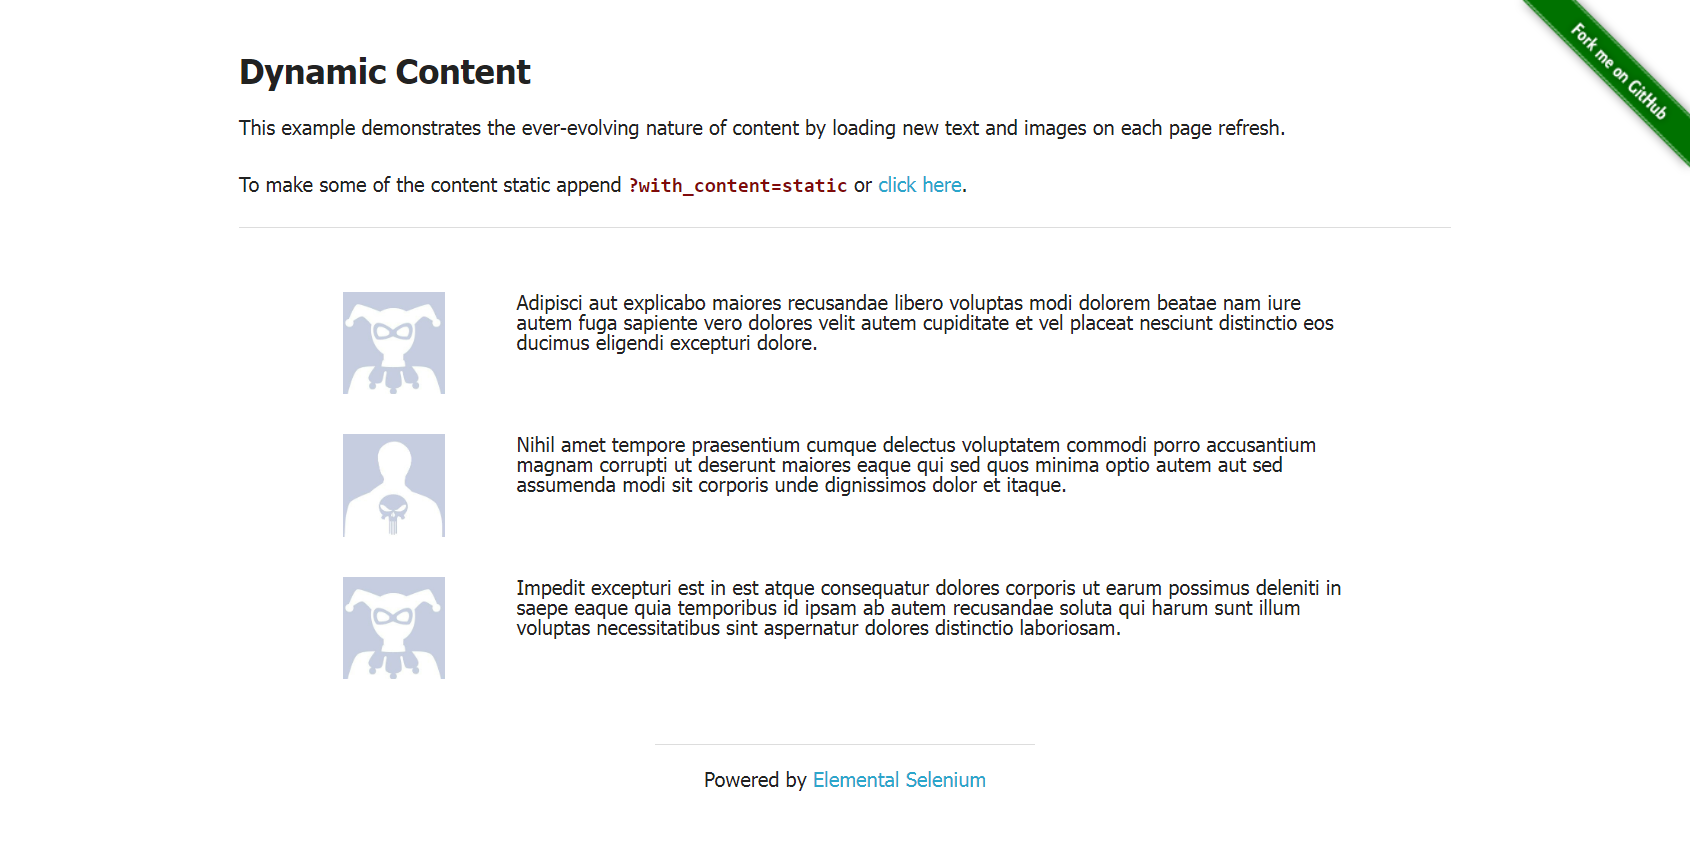 Fork me on GitHub
Dynamic Content
This example demonstrates the ever-evolving nature of content by loading new text and images on each page refresh.
To make some of the content static append ?with_content=static or click here.
Adipisci aut explicabo maiores recusandae libero voluptas modi dolorem beatae nam iure
autem fuga sapiente vero dolores velit autem cupiditate et vel placeat nesciunt distinctio eos
ducimus eligendi excepturi dolore.
Nihil amet tempore praesentium cumque delectus voluptatem commodi porro accusantium
magnam corrupti ut deserunt maiores eaque qui sed quos minima optio autem aut sed
assumenda modi sit corporis unde dignissimos dolor et itaque.
Impedit excepturi est in est atque consequatur dolores corporis ut earum possimus deleniti in
saepe eaque quia temporibus id ipsam ab autem recusandae soluta qui harum sunt illum
voluptas necessitatibus sint aspernatur dolores distinctio laboriosam.
Powered by Elemental Selenium